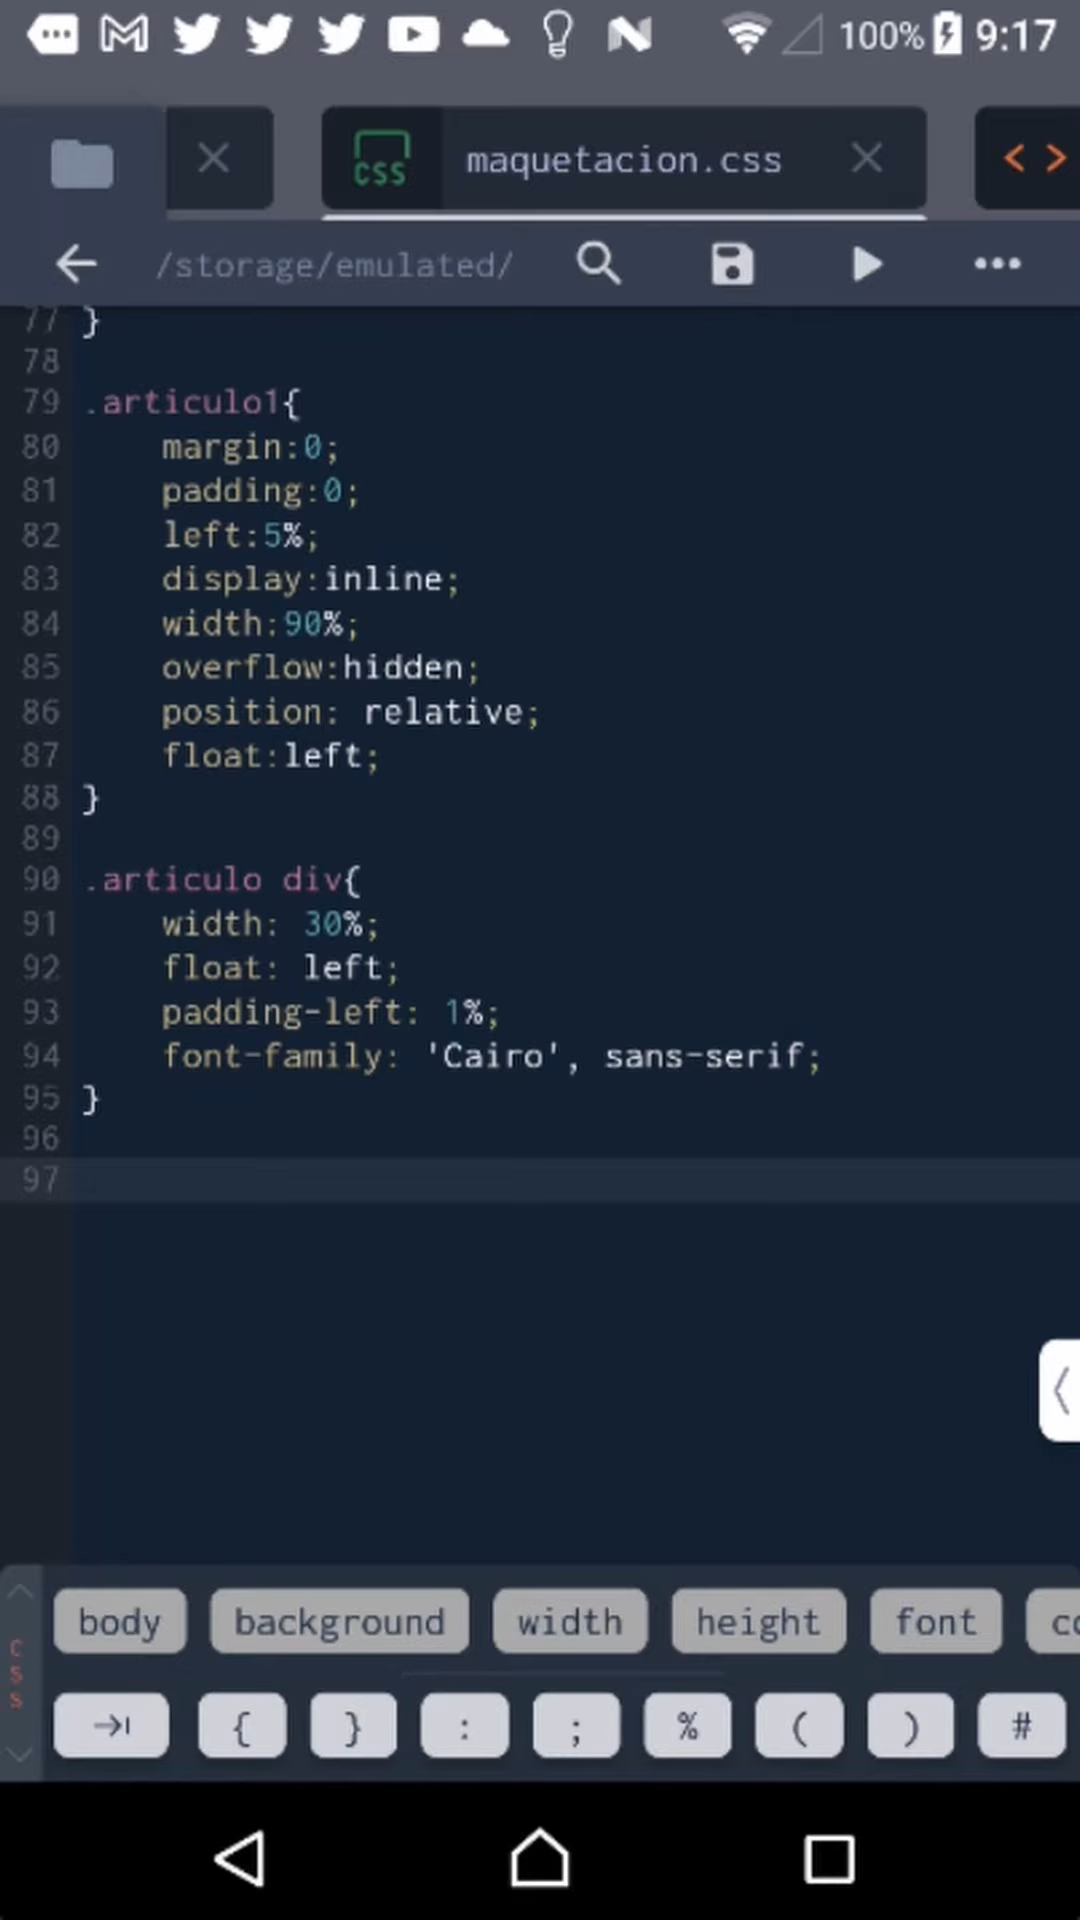 100% 9:17
CSS maquetacion.css
/storage/emulated/
77 }
78
79 .articulo1{
80 margin:0;
81 padding:0;
82 left:5%;
83 display:inline;
84 width:90%;
85 overflow:hidden;
86 position: relative;
87 float:left;
88 }
89
90 .articulo div{
91 width: 30%;
92 float: left;
93 padding-left: 1%;
94 font-family: 'Cairo', sans-serif;
95 }
96
97
body background width height font
CSS
{ } : ; % ( ) #